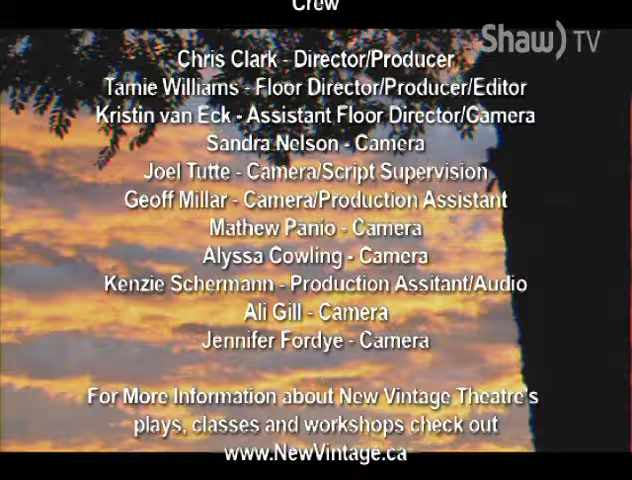 Crew
Shaw) TV
Chris Clark - Director/Producer
Tamie Williams - Floor Director/Producer/Editor
Kristin van Eck - Assistant Floor Director/Camera
Sandra Nelson - Camera
Joel Tutte - Camera/Script Supervision
Geoff Millar - Camera/Production Assistant
Mathew Panio - Camera
Alyssa Cowling - Camera
Kenzie Schermann - Production Assitant/Audio
Ali Gill - Camera
Jennifer Fordye - Camera
For More Information about New Vintage Theatre's
plays, classes and workshops check out
www.NewVintage.ca